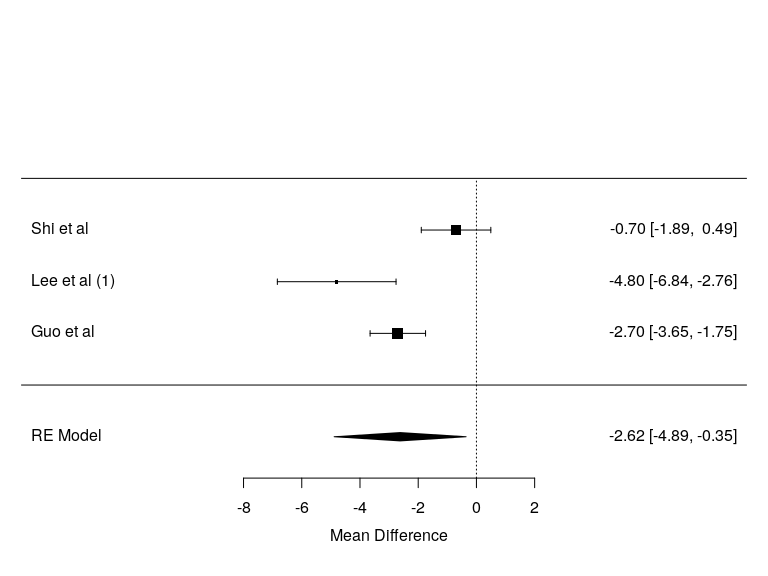 Shi et al -0.70 [-1.89, 0.49]
Lee et al (1) -4.80 [-6.84, -2.76]
Guo et al -2.70 [-3.65, -1.75]
RE Model -2.62 [-4.89, -0.35]
-8 -6 -4 -2 0 2
Mean Difference